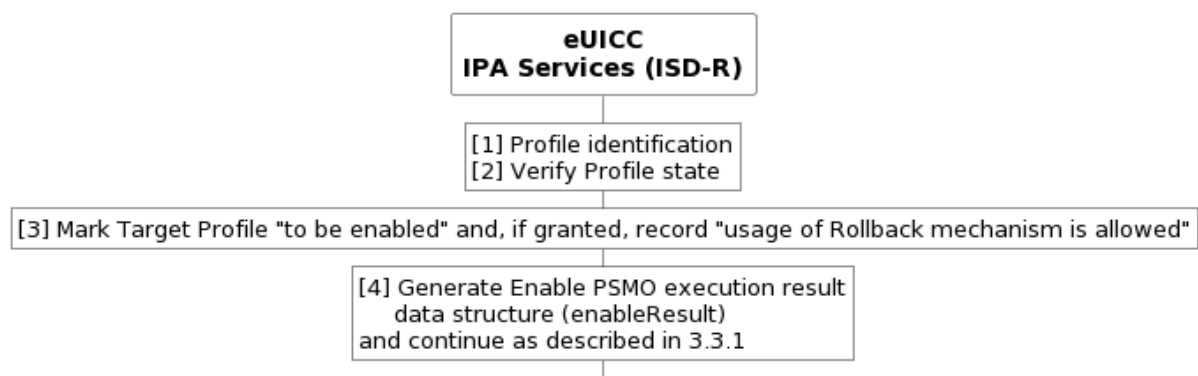 eUICC
IPA Services (ISD-R)
[1] Profile identification
[2] Verify Profile state
[3] Mark Target Profile "to be enabled" and, if granted, record "usage of Rollback mechanism is allowed"
[4] Generate Enable PSMO execution result
data structure (enableResult)
and continue as described in 3.3.1